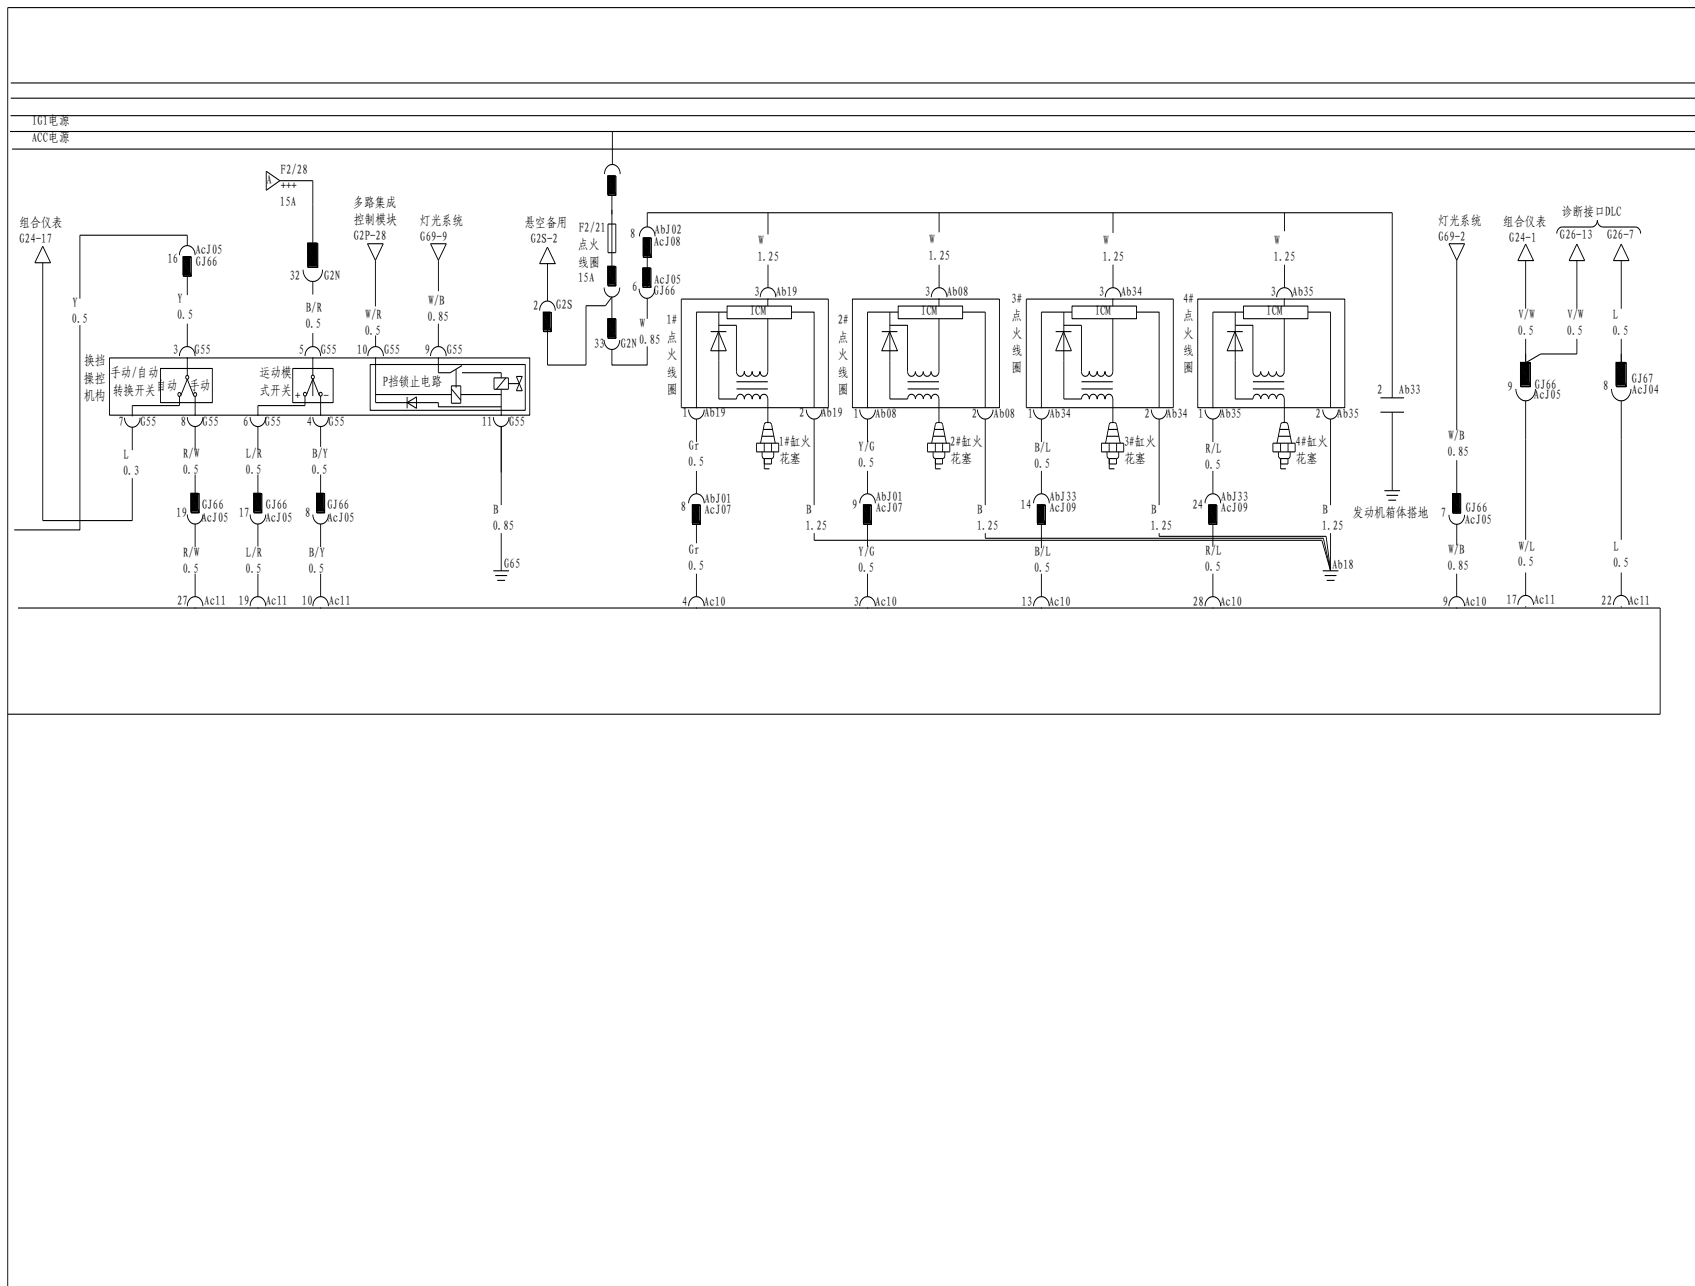 IG1电源
ACC电源
A
F2/28
+++
15A
组合仪表
G24-17
16
AcJ05
GJ66
32
G2N
多路集成
控制模块
G2P-28
灯光系统
G69-9
悬空备用
G2S-2
F2/21
点火
线圈
15A
8
AbJ02
AcJ08
6
AcJ05
GJ66
2
G2S
33
G2N
W
0.85
Y
0.5
Y
0.5
B/R
0.5
W/R
0.5
W/B
0.85
3
G55
5
G55
10
G55
9
G55
换挡
操控
机构
手动/自动
转换开关
自动
手动
运动模
式开关
+
-
P挡锁止电路
7
G55
8
G55
6
G55
4
G55
11
G55
L
0.3
R/W
0.5
L/R
0.5
B/Y
0.5
19
GJ66
AcJ05
17
GJ66
AcJ05
8
GJ66
AcJ05
R/W
0.5
L/R
0.5
B/Y
0.5
B
0.85
G65
27
Ac11
19
Ac11
10
Ac11
W
1.25
W
1.25
W
1.25
W
1.25
3
Ab19
3
Ab08
3
Ab34
3
Ab35
1#
点
火
线
圈
ICM
2#
点
火
线
圈
ICM
3#
点
火
线
圈
ICM
4#
点
火
线
圈
ICM
1
Ab19
2
Ab19
1
Ab08
2
Ab08
1
Ab34
2
Ab34
1
Ab35
2
Ab35
1#缸火
花塞
2#缸火
花塞
3#缸火
花塞
4#缸火
花塞
Gr
0.5
Y/G
0.5
B/L
0.5
R/L
0.5
8
AbJ01
AcJ07
9
AbJ01
AcJ07
14
AbJ33
AcJ09
24
AbJ33
AcJ09
B
1.25
B
1.25
B
1.25
B
1.25
Gr
0.5
Y/G
0.5
B/L
0.5
R/L
0.5
Ab18
4
Ac10
3
Ac10
13
Ac10
28
Ac10
2
Ab33
发动机箱体搭地
灯光系统
G69-2
组合仪表
G24-1
诊断接口DLC
G26-13
G26-7
V/W
0.5
V/W
0.5
L
0.5
9
GJ66
AcJ05
8
GJ67
AcJ04
W/B
0.85
7
GJ66
AcJ05
W/B
0.85
W/L
0.5
L
0.5
9
Ac10
17
Ac11
22
Ac11